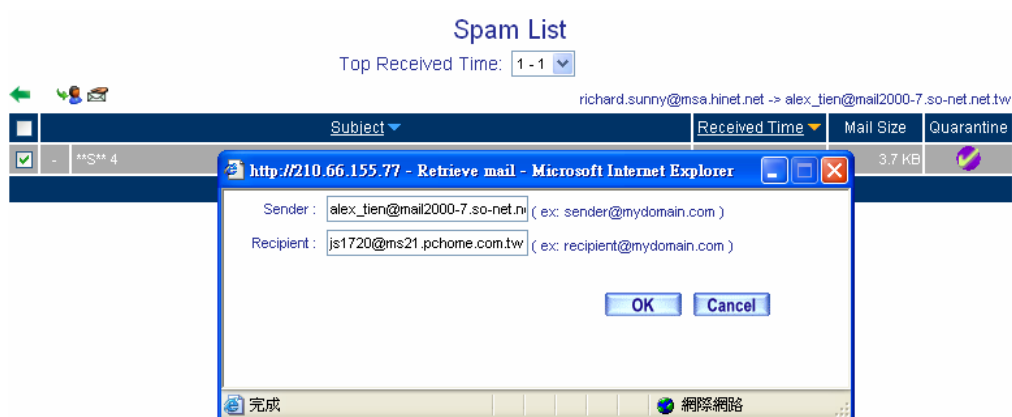 Spam List
Top Received Time: 1 - 1
richard.sunny@msa.hinet.net -> alex_tien@mail2000-7.so-net.net.tw
Subject Received Time Mail Size Quarantine
- **S** 4 3.7 KB
http://210.66.155.77 - Retrieve mail - Microsoft Internet Explorer
Sender : alex_tien@mail2000-7.so-net.n ( ex: sender@mydomain.com )
Recipient : js1720@ms21.pchome.com.tw ( ex: recipient@mydomain.com )
OK Cancel
完成 網際網路